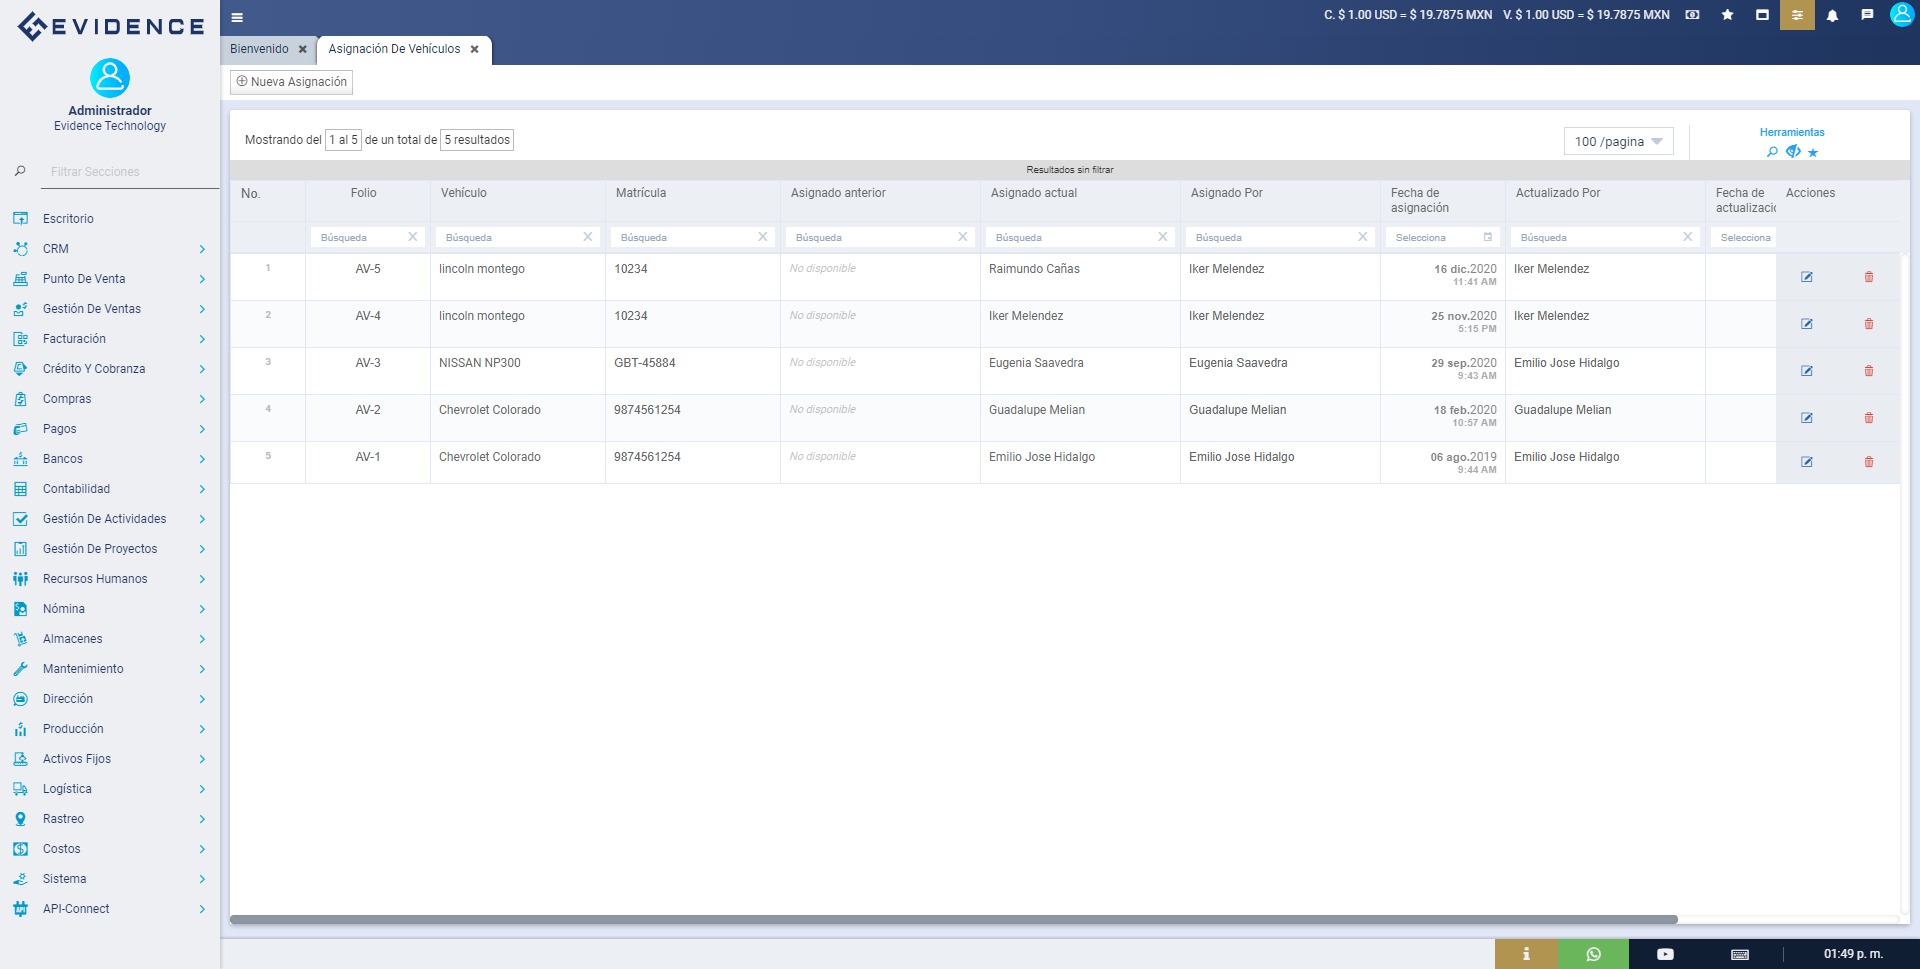 EVIDENCE
Administrador
Evidence Technology
Filtrar Secciones
Escritorio
CRM
Punto De Venta
Gestión De Ventas
Facturación
Crédito Y Cobranza
Compras
Pagos
Bancos
Contabilidad
Gestión De Actividades
Gestión De Proyectos
Recursos Humanos
Nómina
Almacenes
Mantenimiento
Dirección
Producción
Activos Fijos
Logística
Rastreo
Costos
Sistema
API-Connect
C. $ 1.00 USD = $ 19.7875 MXN V. $ 1.00 USD = $ 19.7875 MXN
Bienvenido Asignación De Vehículos
Nueva Asignación
Mostrando del 1 al 5 de un total de 5 resultados
100 /pagina
Herramientas
Resultados sin filtrar
No. Folio Vehículo Matrícula Asignado anterior Asignado actual Asignado Por Fecha de asignación Actualizado Por Fecha de actualizació Acciones
Búsqueda Búsqueda Búsqueda Búsqueda Búsqueda Búsqueda Selecciona Búsqueda Selecciona
1 AV-5 lincoln montego 10234 No disponible Raimundo Cañas Iker Melendez 16 dic.2020 11:41 AM Iker Melendez
2 AV-4 lincoln montego 10234 No disponible Iker Melendez Iker Melendez 25 nov.2020 5:15 PM Iker Melendez
3 AV-3 NISSAN NP300 GBT-45884 No disponible Eugenia Saavedra Eugenia Saavedra 29 sep.2020 9:43 AM Emilio Jose Hidalgo
4 AV-2 Chevrolet Colorado 9874561254 No disponible Guadalupe Melian Guadalupe Melian 18 feb.2020 10:57 AM Guadalupe Melian
5 AV-1 Chevrolet Colorado 9874561254 No disponible Emilio Jose Hidalgo Emilio Jose Hidalgo 06 ago.2019 9:44 AM Emilio Jose Hidalgo
01:49 p. m.